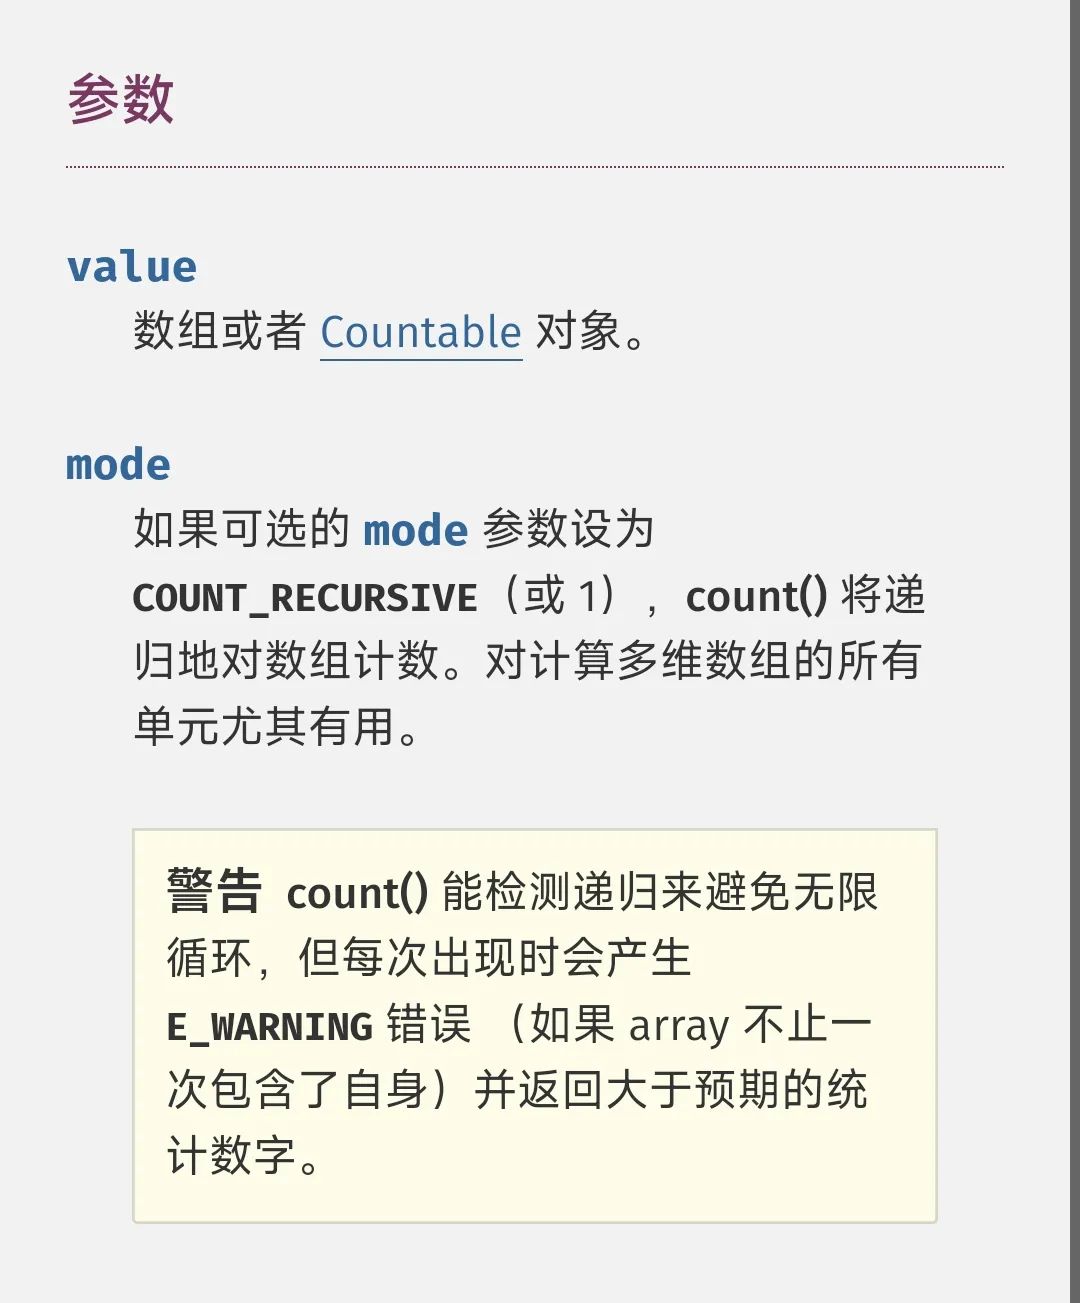 参数
value
数组或者 Countable 对象。
mode
如果可选的 mode 参数设为
COUNT_RECURSIVE（或 1），count() 将递
归地对数组计数。对计算多维数组的所有
单元尤其有用。
警告 count() 能检测递归来避免无限
循环，但每次出现时会产生
E_WARNING 错误 （如果 array 不止一
次包含了自身）并返回大于预期的统
计数字。